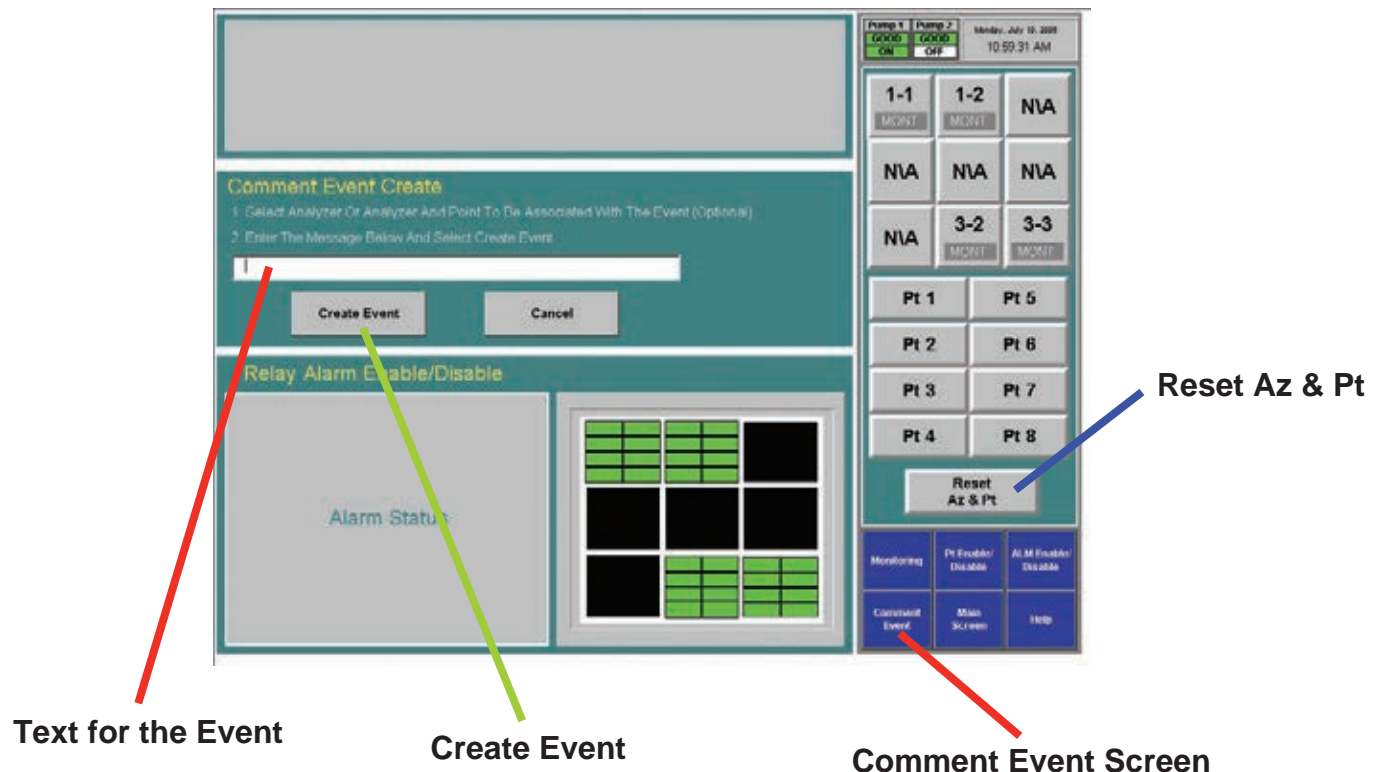 Pump 1 Pump 2
GOOD GOOD
ON OFF
Monday, July 18, 2005
10:59:31 AM
1-1 1-2 N\A
MONT MONT
N\A N\A N\A
N\A 3-2 3-3
MONT MONT
Comment Event Create
1. Select Analyzer Or Analyzer And Point To Be Associated With The Event (Optional)
2. Enter The Message Below And Select Create Event
Create Event Cancel
Pt 1 Pt 5
Pt 2 Pt 6
Pt 3 Pt 7
Pt 4 Pt 8
Reset
Az & Pt
Reset Az & Pt
Relay Alarm Enable/Disable
Alarm Status
Monitoring
Pt Enable/
Disable
ALM Enable/
Disable
Comment
Event
Main
Screen
Help
Text for the Event
Create Event
Comment Event Screen